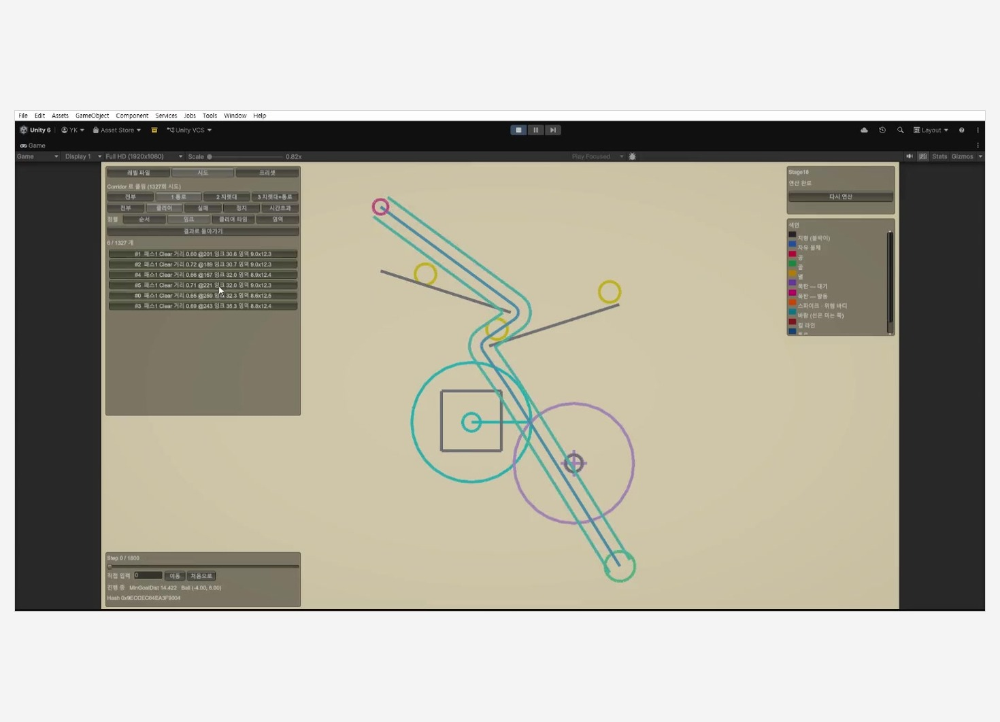 File Edit Assets GameObject Component Services Jobs Tools Window Help
Unity 6 YK Asset Store Unity VCS Layout
Game
Game Display 1 Full HD (1920x1080) Scale 0.82x Play Focused Stats Gizmos
레벨 파일 시도 프리셋
Corridor 로 풀림 (1327회 시도)
전부 1 통로 2 지렛대 3 지렛대+통로
전부 클리어 실패 정지 시간초과
정렬 순서 잉크 클리어 타임 영역
결과로 돌아가기
6 / 1327 개
#1 패스1 Clear 거리 0.60 @201 잉크 30.6 영역 9.0x12.3
#2 패스1 Clear 거리 0.72 @189 잉크 30.7 영역 9.0x12.3
#4 패스1 Clear 거리 0.66 @167 잉크 32.0 영역 8.9x12.4
#5 패스1 Clear 거리 0.71 @221 잉크 32.0 영역 9.0x12.3
#0 패스1 Clear 거리 0.65 @259 잉크 32.3 영역 8.6x12.5
#3 패스1 Clear 거리 0.69 @243 잉크 35.3 영역 8.8x12.4
Step 0 / 1800
직접 입력 0 이동 처음으로
진행 중 MinGoalDist 14.422 Ball (-4.00, 6.00)
Stage18
연산 완료
다시 연산
색인
지형 (붙박이)
자유 물체
공
골
별
폭탄 — 대기
폭탄 — 발동
스파이크 · 위험 바디
바람 (선은 미는 쪽)
킬 라인